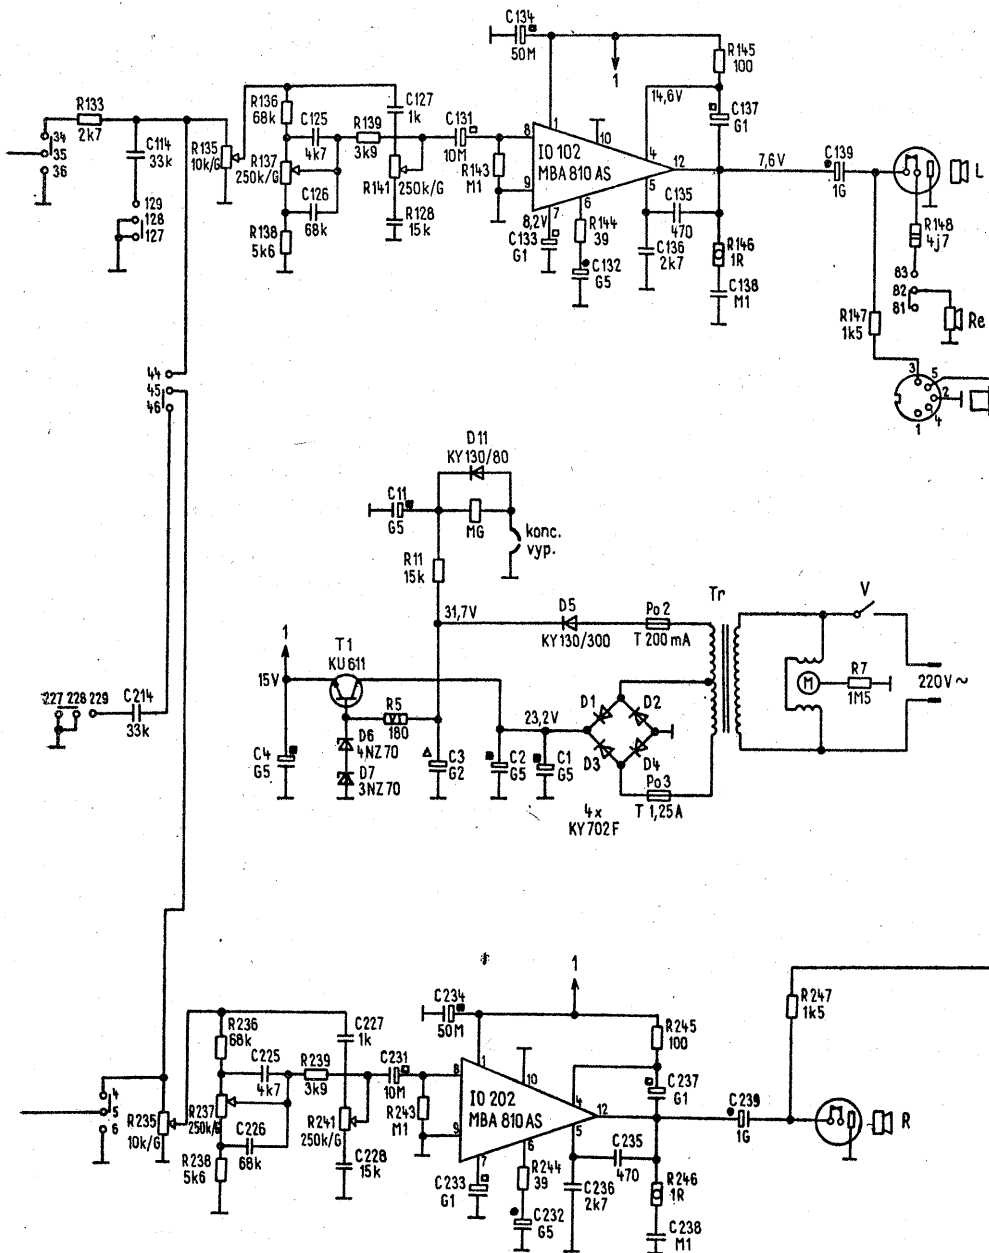 C134
50M
1
R145
100
R133
2k7
34
35
36
C114
33k
R135
10k/G
R136
68k
C125
4k7
R137
250k/G
C126
68k
R138
5k6
R139
3k9
C127
1k
R141
250k/G
R128
15k
C131
10M
R143
M1
8
9
1
10
IO 102
MBA 810 AS
4
12
5
6
7
8,2V
14,6V
C137
G1
7,6V
C139
1G
L
C133
G1
R144
39
C132
G5
C135
470
C136
2k7
R146
1R
C138
M1
R148
4j7
83
82
81
Re
R147
1k5
3
5
2
4
1
129
128
127
44
45
46
D11
KY130/80
C11
G5
MG
konc.
vyp.
R11
15k
31,7V
D5
KY130/300
Po2
T 200 mA
Tr
V
M
R7
1M5
220V ~
1
T1
KU 611
15V
R5
180
23,2V
D1
D2
D3
D4
D6
4NZ 70
D7
3NZ 70
C4
G5
C3
G2
C2
G5
C1
G5
Po3
T 1,25A
4x
KY702F
227 228 229
C214
33k
1
C234
50M
R245
100
R247
1k5
4
5
6
R235
10k/G
R236
68k
C225
4k7
R237
250k/G
C226
68k
R238
5k6
R239
3k9
C227
1k
R241
250k/G
C228
15k
C231
10M
R243
M1
8
9
1
10
IO 202
MBA 810 AS
4
12
5
6
7
C237
G1
C239
1G
R
C233
G1
R244
39
C232
G5
C235
470
C236
2k7
R246
1R
C238
M1